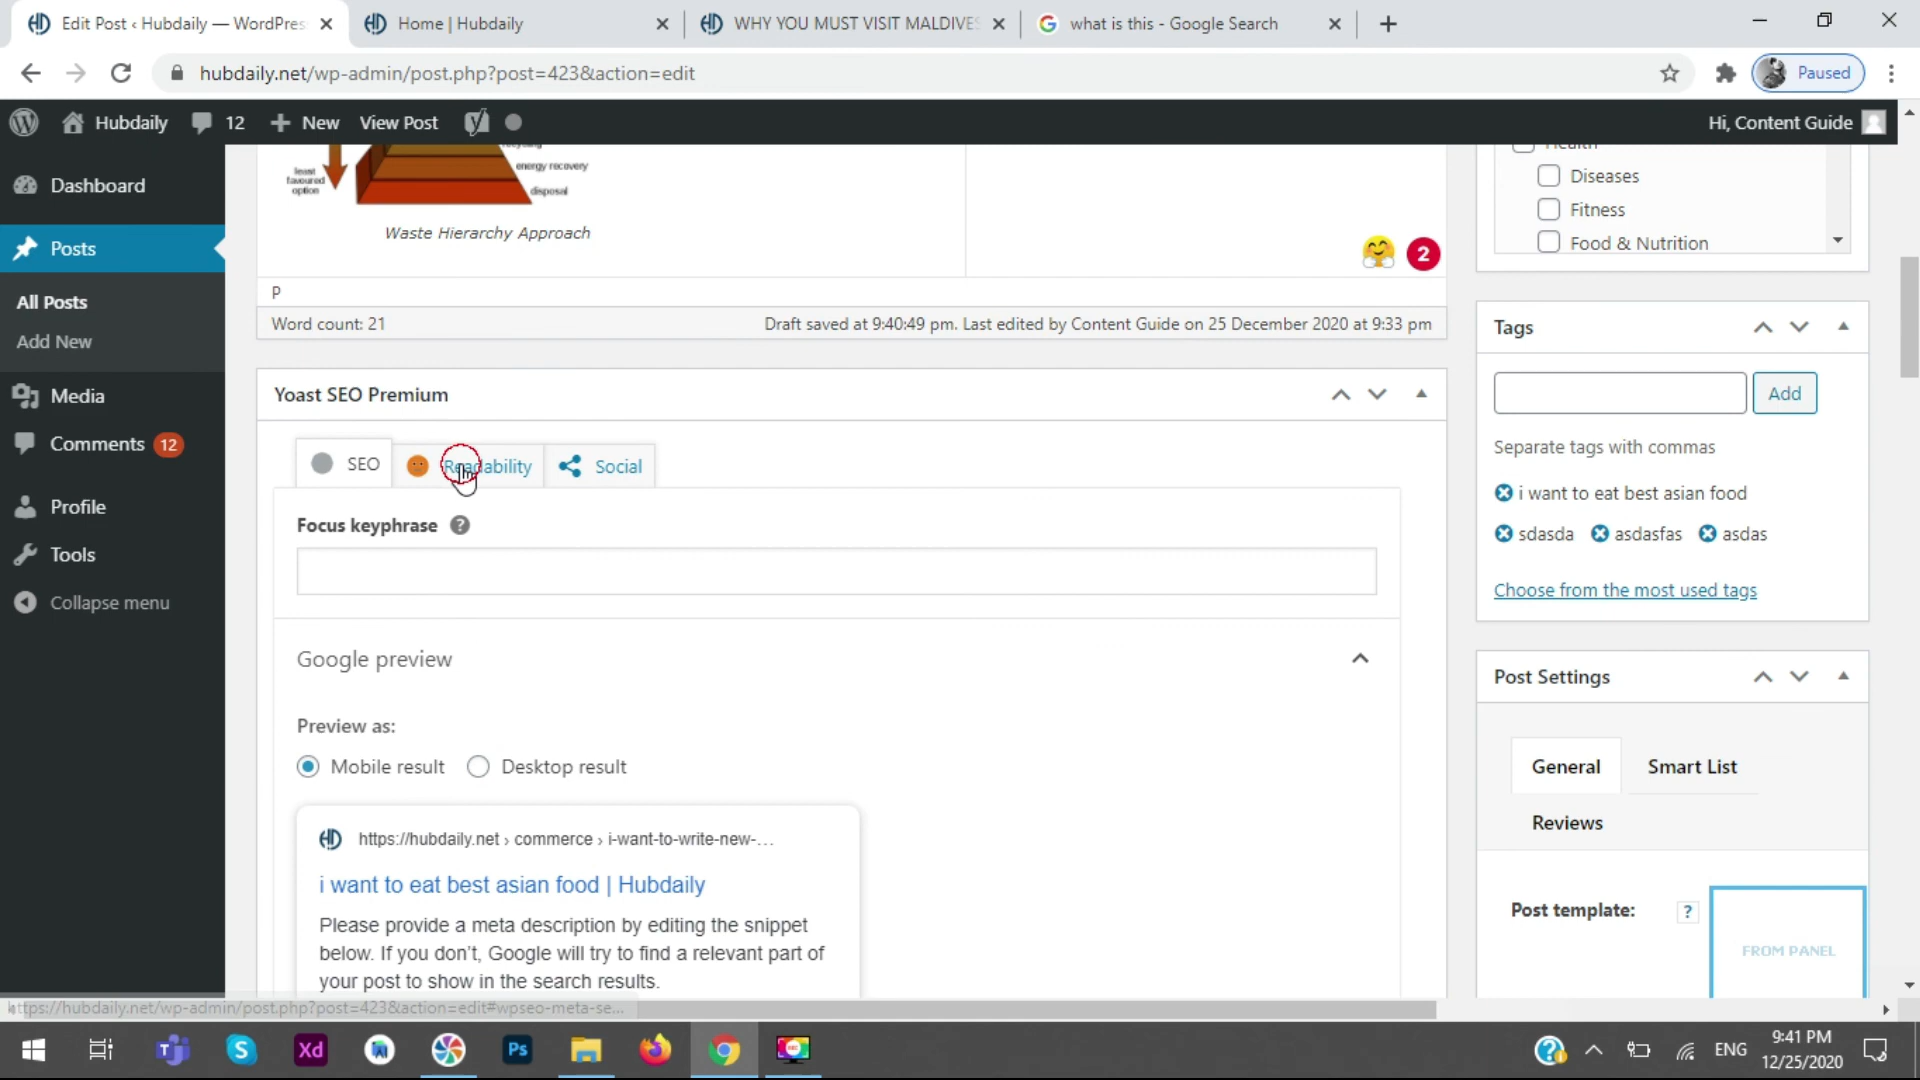 Edit Post ‹ Hubdaily — WordPres
Home | Hubdaily
WHY YOU MUST VISIT MALDIVES
what is this - Google Search
hubdaily.net/wp-admin/post.php?post=423&action=edit
Paused
Hubdaily
12
New
View Post
Hi, Content Guide
Dashboard
Posts
All Posts
Add New
Media
Comments 12
Profile
Tools
Collapse menu
least
favoured
option
recycling
energy recovery
disposal
Waste Hierarchy Approach
2
P
Word count: 21
Draft saved at 9:40:49 pm. Last edited by Content Guide on 25 December 2020 at 9:33 pm
Yoast SEO Premium
SEO
Readability
Social
Focus keyphrase
Google preview
Preview as:
Mobile result
Desktop result
https://hubdaily.net › commerce › i-want-to-write-new-…
i want to eat best asian food | Hubdaily
Please provide a meta description by editing the snippet
below. If you don't, Google will try to find a relevant part of
your post to show in the search results.
Health
Diseases
Fitness
Food & Nutrition
Tags
Add
Separate tags with commas
i want to eat best asian food
sdasda
asdasfas
asdas
Choose from the most used tags
Post Settings
General
Smart List
Reviews
Post template:
?
FROM PANEL
https://hubdaily.net/wp-admin/post.php?post=423&action=edit#wpseo-meta-se...
Xd
Ps
ENG
9:41 PM
12/25/2020